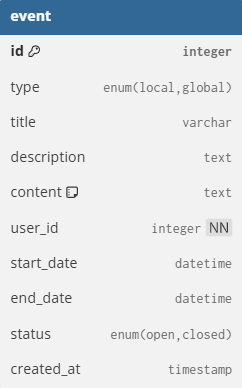 event
id integer
type enum(local,global)
title varchar
description text
content text
user_id integer NN
start_date datetime
end_date datetime
status enum(open,closed)
created_at timestamp